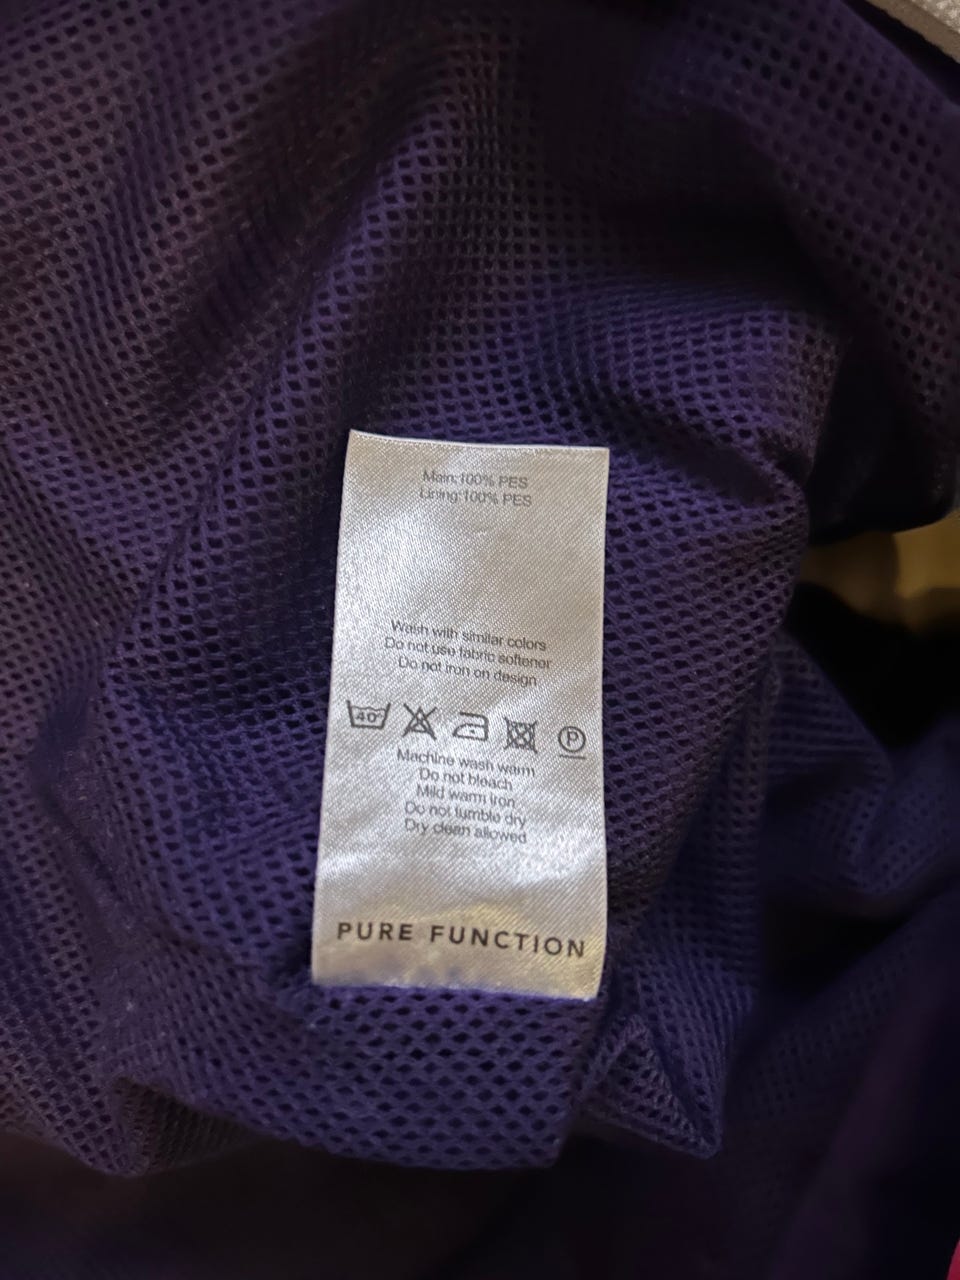 Main:100% PES
Lining:100% PES
Wash with similar colors
Do not use fabric softener
Do not iron on design
40° P
Machine wash warm
Do not bleach
Mild warm iron
Do not tumble dry
Dry clean allowed
PURE FUNCTION